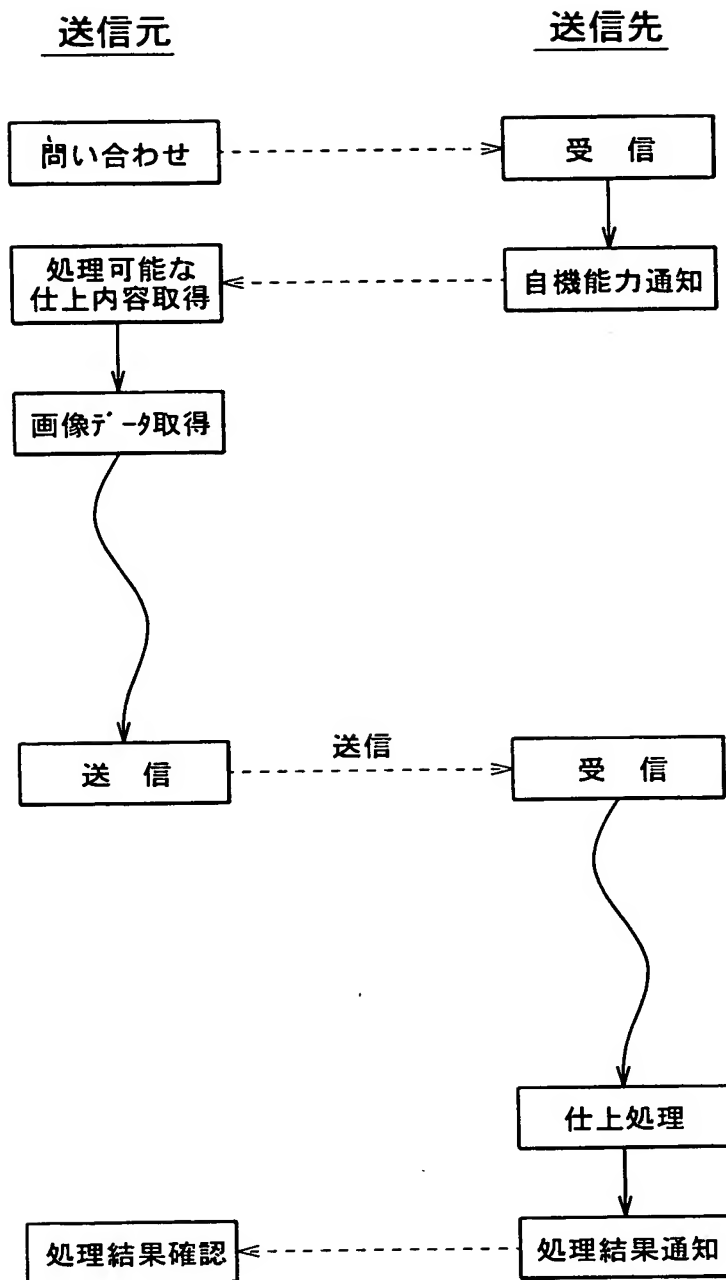 送信元
送信先
問い合わせ
受 信
処理可能な
仕上内容取得
自機能力通知
画像データ取得
送 信
送信
受 信
仕上処理
処理結果確認
処理結果通知